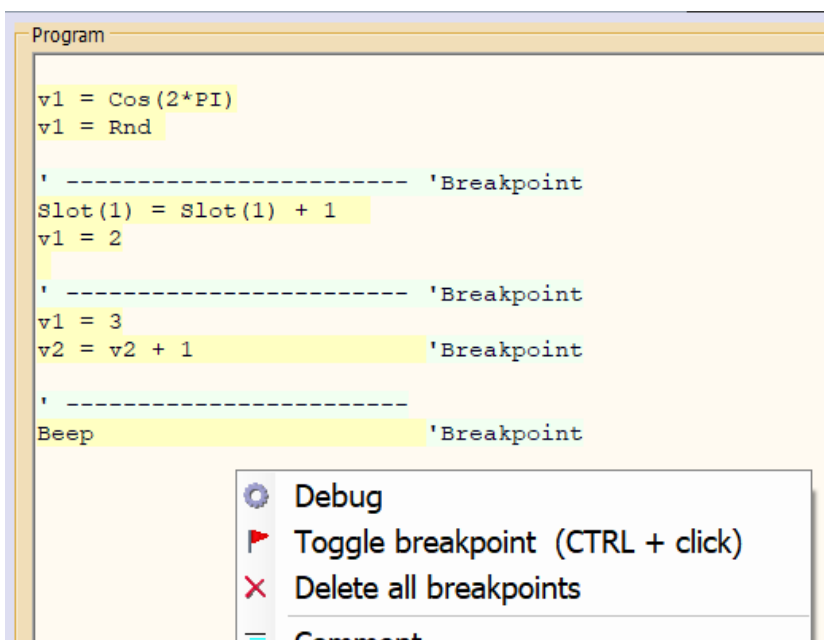 Program
v1 = Cos(2*PI)
v1 = Rnd
' ------------------------ 'Breakpoint
Slot(1) = Slot(1) + 1
v1 = 2
' ------------------------ 'Breakpoint
v1 = 3
v2 = v2 + 1 'Breakpoint
' ------------------------
Beep 'Breakpoint
Debug
Toggle breakpoint (CTRL + click)
Delete all breakpoints
Comment